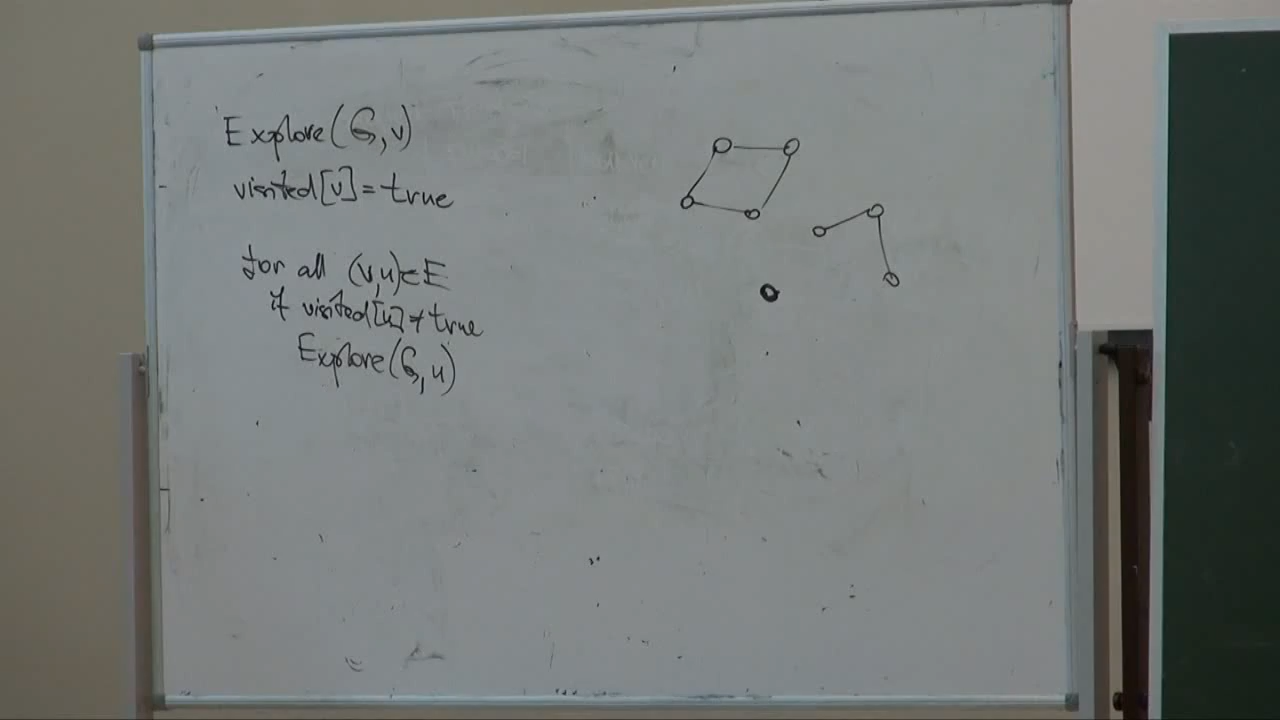 Explore(G,v)
visited[v]=true
for all (v,u)∈E
if visited[u]≠true
Explore(G,u)